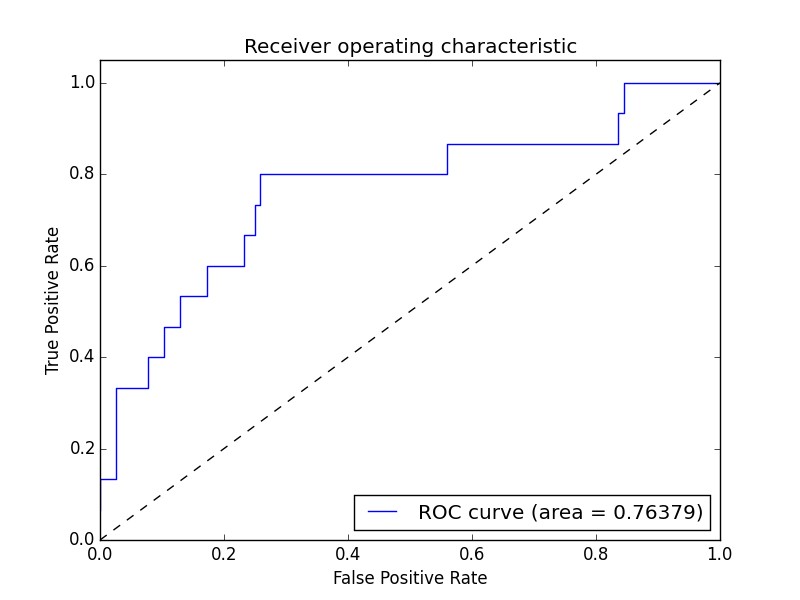 Receiver operating characteristic
1.0
0.8
0.6
0.4
0.2
0.0
True Positive Rate
ROC curve (area = 0.76379)
0.0 0.2 0.4 0.6 0.8 1.0
False Positive Rate